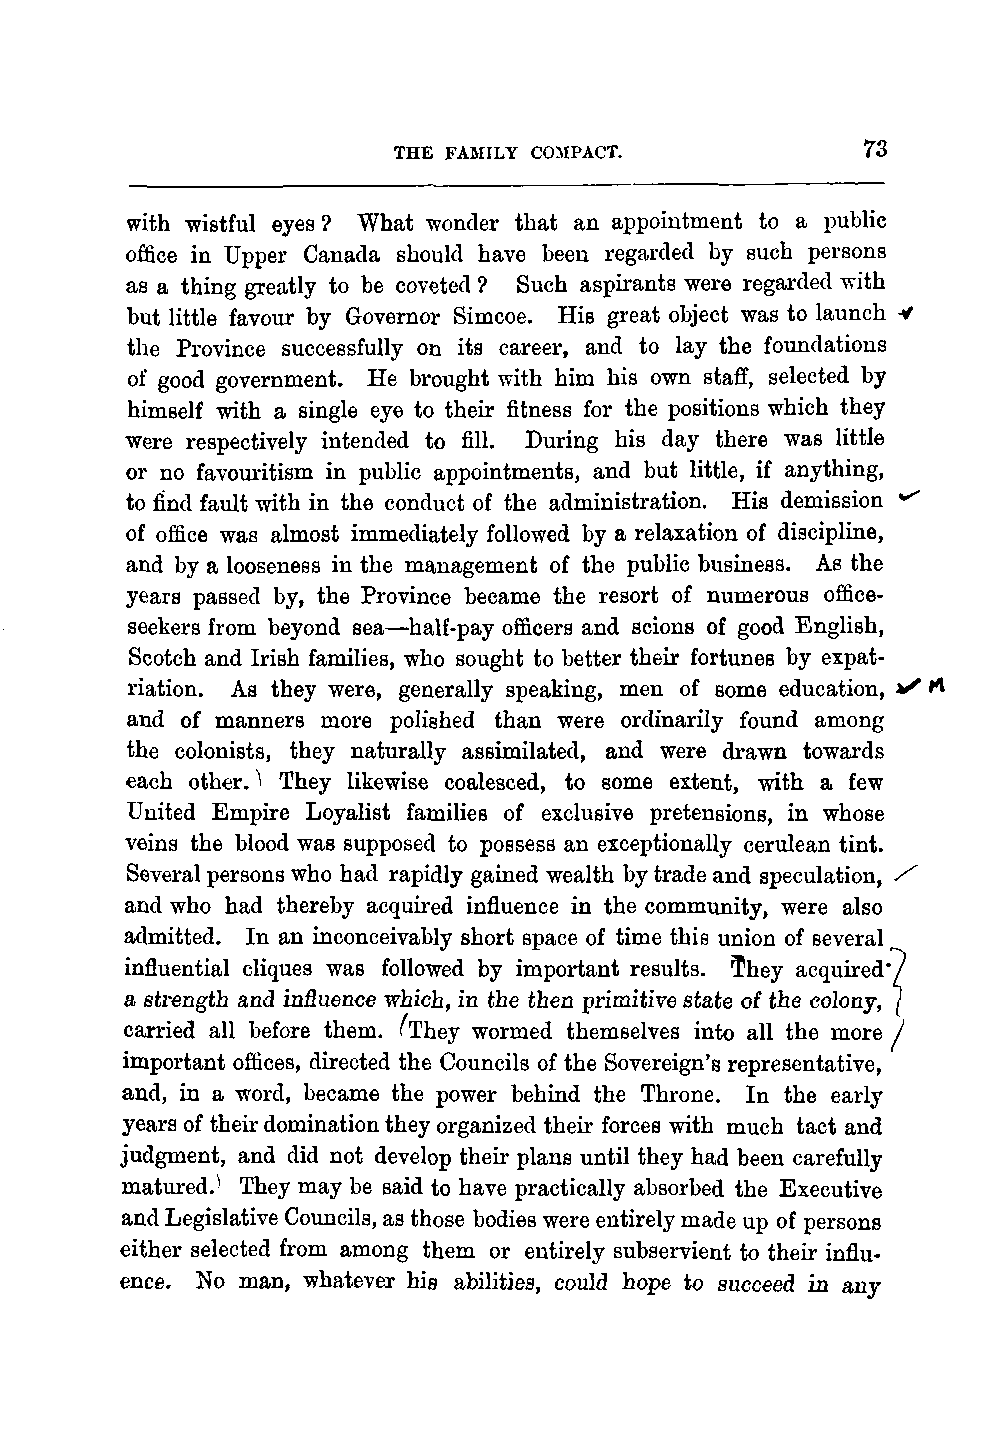 THE FAMILY COMPACT. 73
with wistful eyes? What wonder that an appointment to a public
office in Upper Canada should have been regarded by such persons
as a thing greatly to be coveted? Such aspirants were regarded with
but little favour by Governor Simcoe. His great object was to launch ✓
the Province successfully on its career, and to lay the foundations
of good government. He brought with him his own staff, selected by
himself with a single eye to their fitness for the positions which they
were respectively intended to fill. During his day there was little
or no favouritism in public appointments, and but little, if anything,
to find fault with in the conduct of the administration. His demission ✓
of office was almost immediately followed by a relaxation of discipline,
and by a looseness in the management of the public business. As the
years passed by, the Province became the resort of numerous office-
seekers from beyond sea—half-pay officers and scions of good English,
Scotch and Irish families, who sought to better their fortunes by expat-
riation. As they were, generally speaking, men of some education, ✓ M
and of manners more polished than were ordinarily found among
the colonists, they naturally assimilated, and were drawn towards
each other. They likewise coalesced, to some extent, with a few
United Empire Loyalist families of exclusive pretensions, in whose
veins the blood was supposed to possess an exceptionally cerulean tint.
Several persons who had rapidly gained wealth by trade and speculation,
and who had thereby acquired influence in the community, were also
admitted. In an inconceivably short space of time this union of several
influential cliques was followed by important results. They acquired
a strength and influence which, in the then primitive state of the colony,
carried all before them. (They wormed themselves into all the more
important offices, directed the Councils of the Sovereign's representative,
and, in a word, became the power behind the Throne. In the early
years of their domination they organized their forces with much tact and
judgment, and did not develop their plans until they had been carefully
matured.) They may be said to have practically absorbed the Executive
and Legislative Councils, as those bodies were entirely made up of persons
either selected from among them or entirely subservient to their influ-
ence. No man, whatever his abilities, could hope to succeed in any